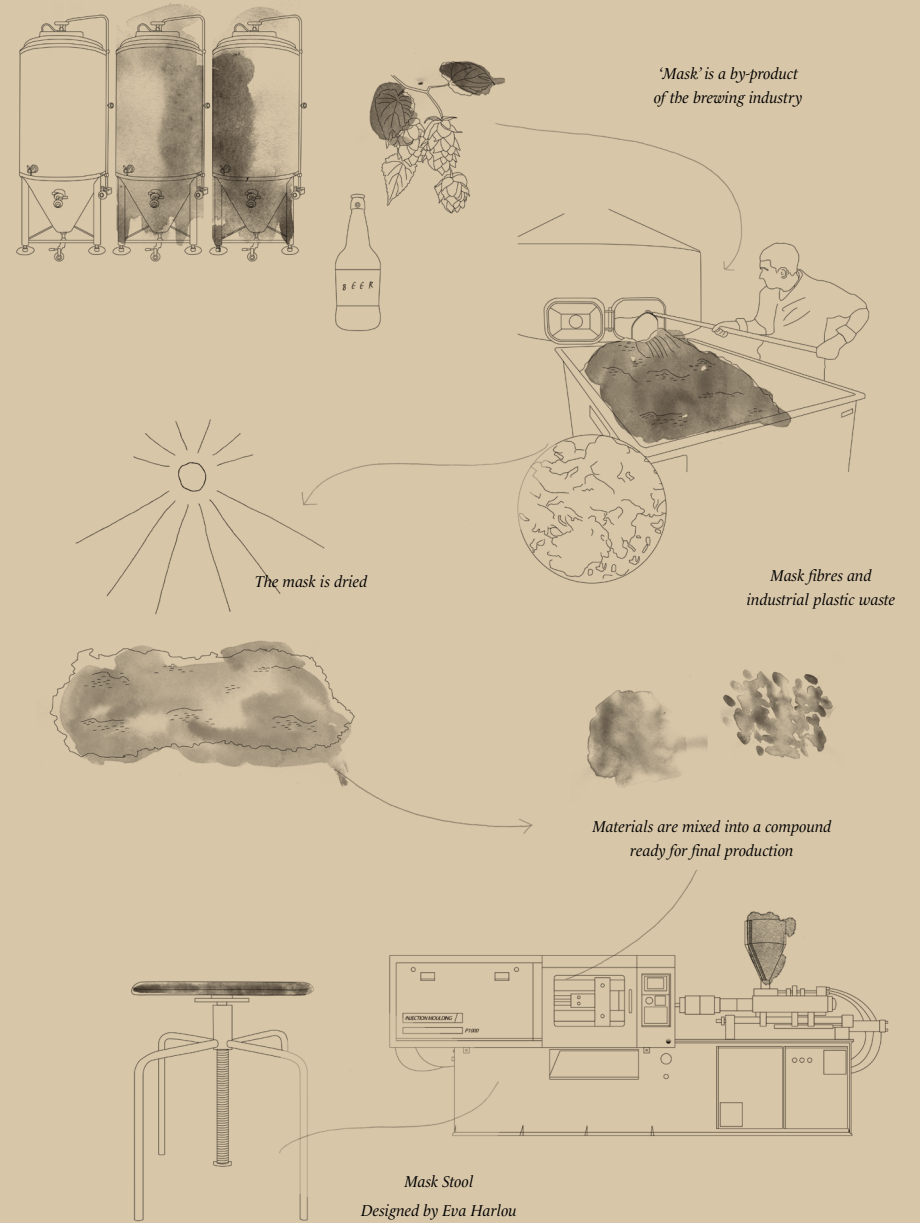 ‘Mask’ is a by-product
of the brewing industry
BEER
The mask is dried
Mask fibres and
industrial plastic waste
Materials are mixed into a compound
ready for final production
INJECTION MOULDING
P1000
Mask Stool
Designed by Eva Harlou